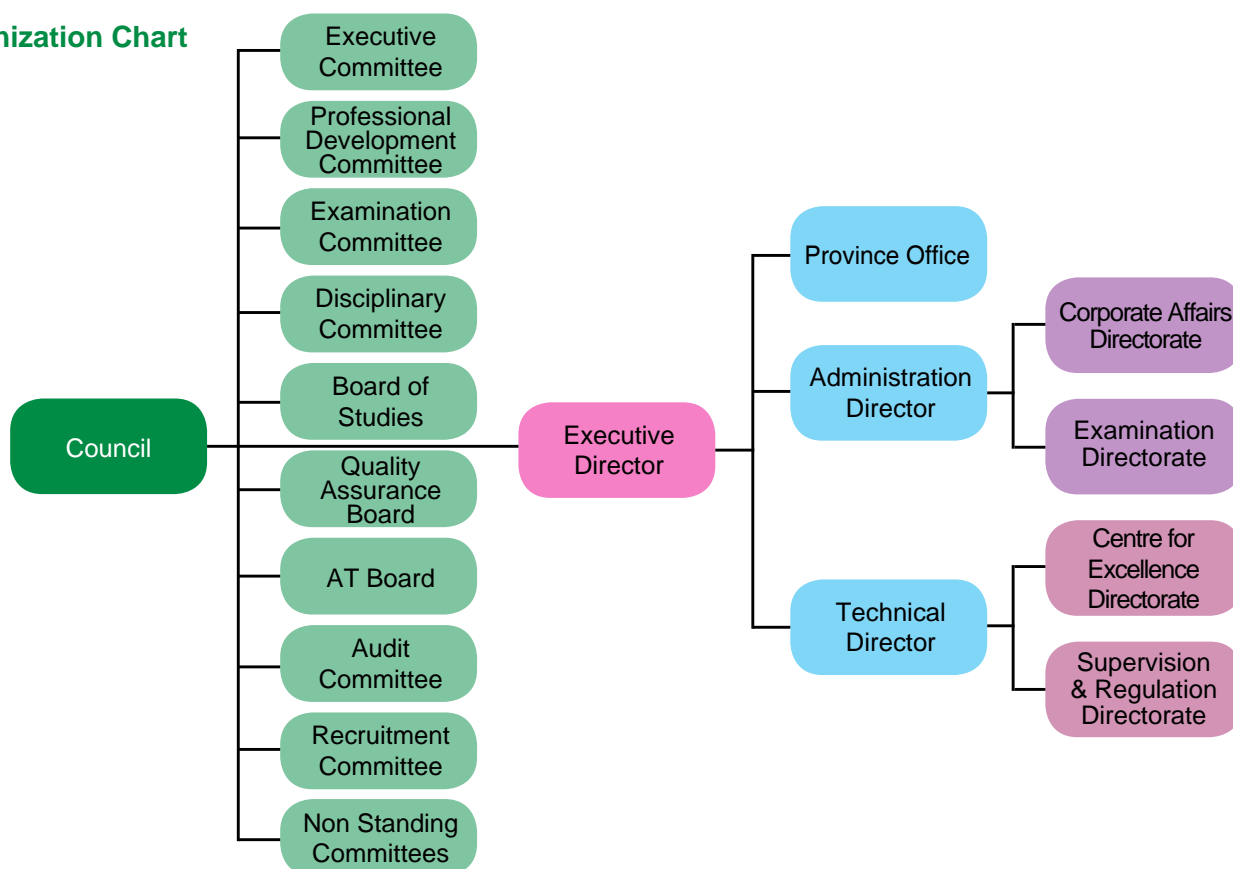 nization Chart
Executive
Committee
Professional
Development
Committee
Examination
Committee
Disciplinary
Committee
Board of
Studies
Quality
Assurance
Board
AT Board
Audit
Committee
Recruitment
Committee
Non Standing
Committees
Council
Executive
Director
Province Office
Administration
Director
Technical
Director
Corporate Affairs
Directorate
Examination
Directorate
Centre for
Excellence
Directorate
Supervision
& Regulation
Directorate